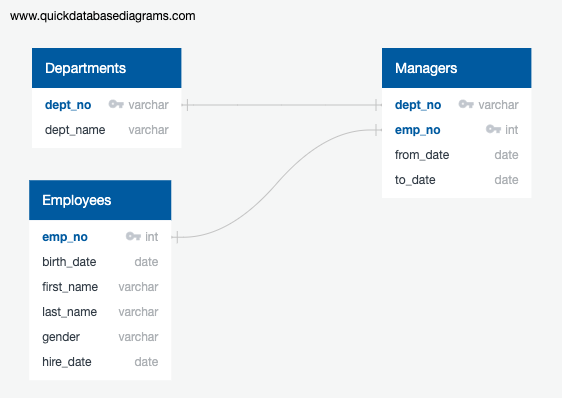 www.quickdatabasediagrams.com
Departments
dept_no varchar
dept_name varchar
Managers
dept_no varchar
emp_no int
from_date date
to_date date
Employees
emp_no int
birth_date date
first_name varchar
last_name varchar
gender varchar
hire_date date